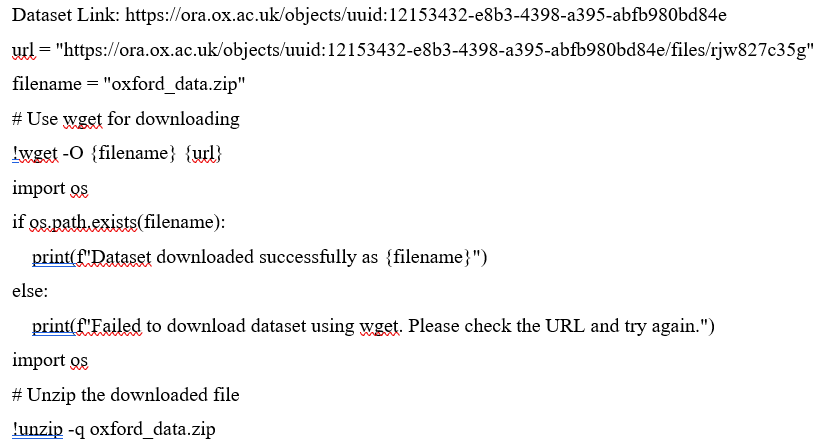 Dataset Link: https://ora.ox.ac.uk/objects/uuid:12153432-e8b3-4398-a395-abfb980bd84e
url = "https://ora.ox.ac.uk/objects/uuid:12153432-e8b3-4398-a395-abfb980bd84e/files/rjw827c35g"
filename = "oxford_data.zip"
# Use wget for downloading
!wget -O {filename} {url}
import os
if os.path.exists(filename):
    print(f"Dataset downloaded successfully as {filename}")
else:
    print(f"Failed to download dataset using wget. Please check the URL and try again.")
import os
# Unzip the downloaded file
!unzip -q oxford_data.zip